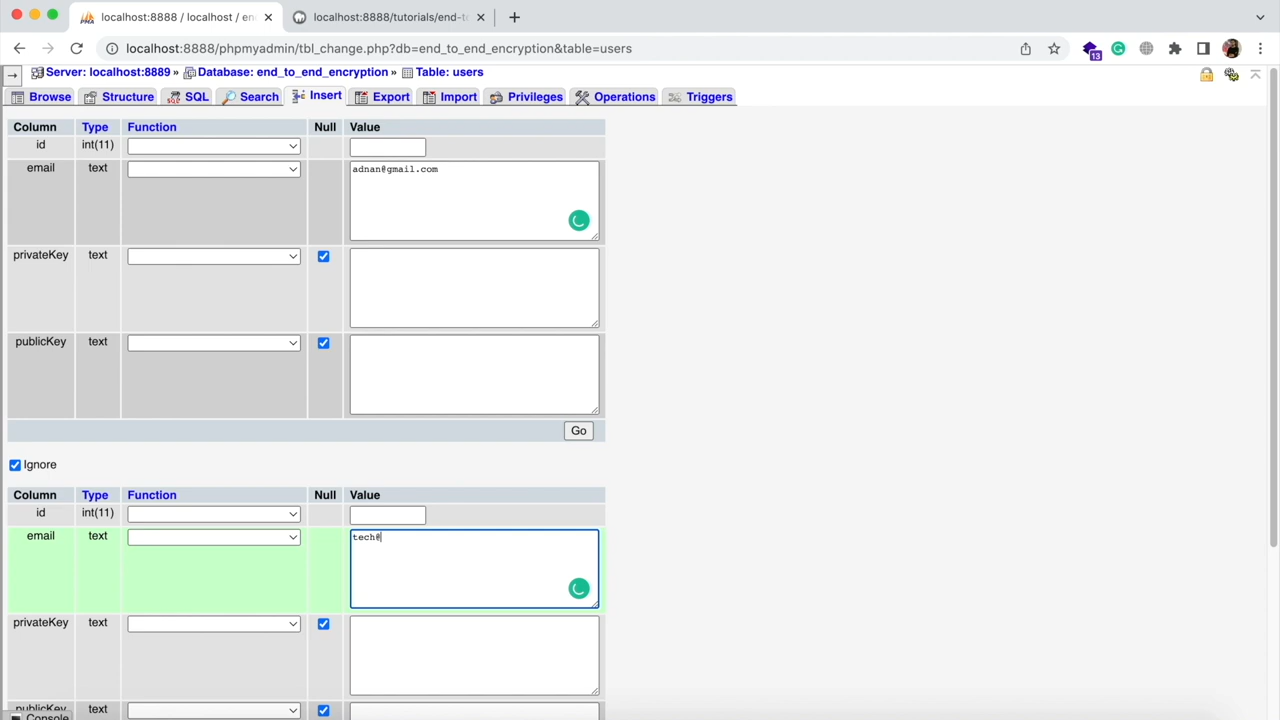 localhost:8888 / localhost / en
localhost:8888/tutorials/end-t
localhost:8888/phpmyadmin/tbl_change.php?db=end_to_end_encryption&table=users
13
Server: localhost:8889 » Database: end_to_end_encryption » Table: users
Browse Structure SQL Search Insert Export Import Privileges Operations Triggers
Column Type Function Null Value
id int(11)
email text adnan@gmail.com
privateKey text
publicKey text
Go
Ignore
Column Type Function Null Value
id int(11)
email text tech@
privateKey text
publicKey text
Console